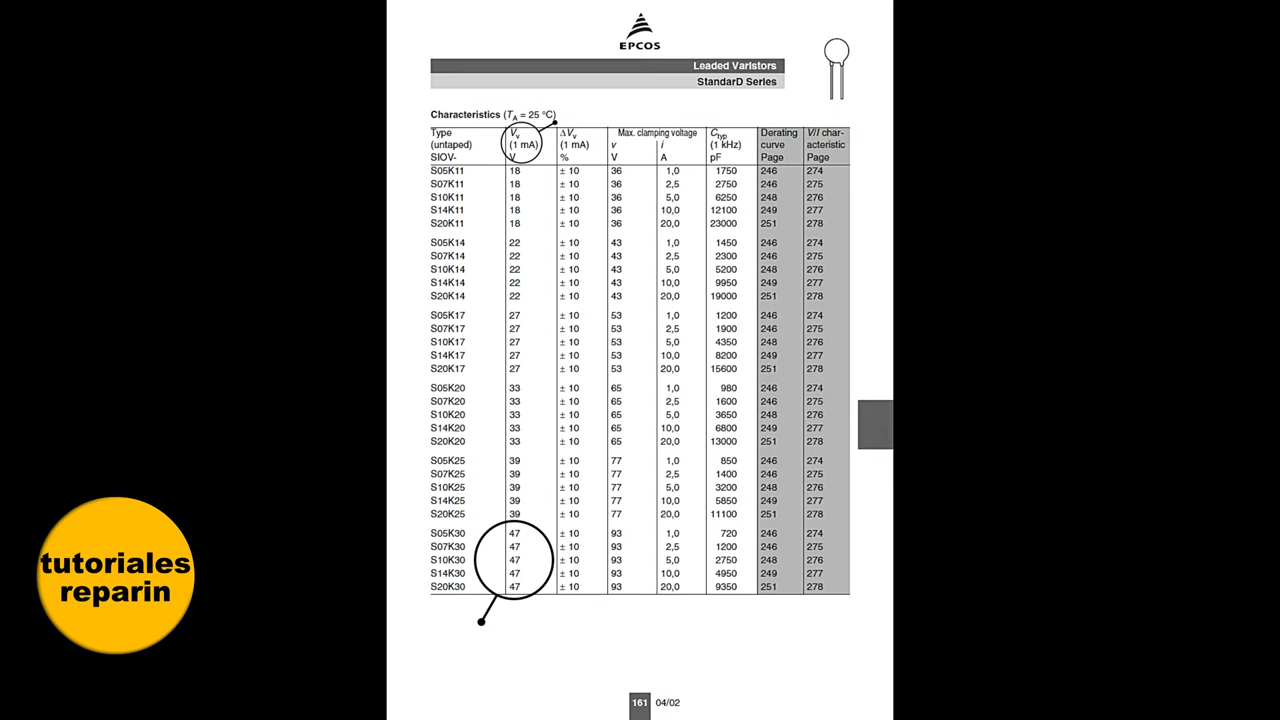 EPCOS
Leaded Varistors
StandarD Series
Characteristics (TA = 25 °C)
Type Vv ΔVv Max. clamping voltage Ctyp Derating V/I char-
(untaped) (1 mA) (1 mA) v i (1 kHz) curve acteristic
SIOV- V % V A pF Page Page
S05K11 18 ± 10 36 1,0 1750 246 274
S07K11 18 ± 10 36 2,5 2750 246 275
S10K11 18 ± 10 36 5,0 6250 248 276
S14K11 18 ± 10 36 10,0 12100 249 277
S20K11 18 ± 10 36 20,0 23000 251 278
S05K14 22 ± 10 43 1,0 1450 246 274
S07K14 22 ± 10 43 2,5 2300 246 275
S10K14 22 ± 10 43 5,0 5200 248 276
S14K14 22 ± 10 43 10,0 9950 249 277
S20K14 22 ± 10 43 20,0 19000 251 278
S05K17 27 ± 10 53 1,0 1200 246 274
S07K17 27 ± 10 53 2,5 1900 246 275
S10K17 27 ± 10 53 5,0 4350 248 276
S14K17 27 ± 10 53 10,0 8200 249 277
S20K17 27 ± 10 53 20,0 15600 251 278
S05K20 33 ± 10 65 1,0 980 246 274
S07K20 33 ± 10 65 2,5 1600 246 275
S10K20 33 ± 10 65 5,0 3650 248 276
S14K20 33 ± 10 65 10,0 6800 249 277
S20K20 33 ± 10 65 20,0 13000 251 278
S05K25 39 ± 10 77 1,0 850 246 274
S07K25 39 ± 10 77 2,5 1400 246 275
S10K25 39 ± 10 77 5,0 3200 248 276
S14K25 39 ± 10 77 10,0 5850 249 277
S20K25 39 ± 10 77 20,0 11100 251 278
S05K30 47 ± 10 93 1,0 720 246 274
S07K30 47 ± 10 93 2,5 1200 246 275
S10K30 47 ± 10 93 5,0 2750 248 276
S14K30 47 ± 10 93 10,0 4950 249 277
S20K30 47 ± 10 93 20,0 9350 251 278
tutoriales
reparin
161 04/02